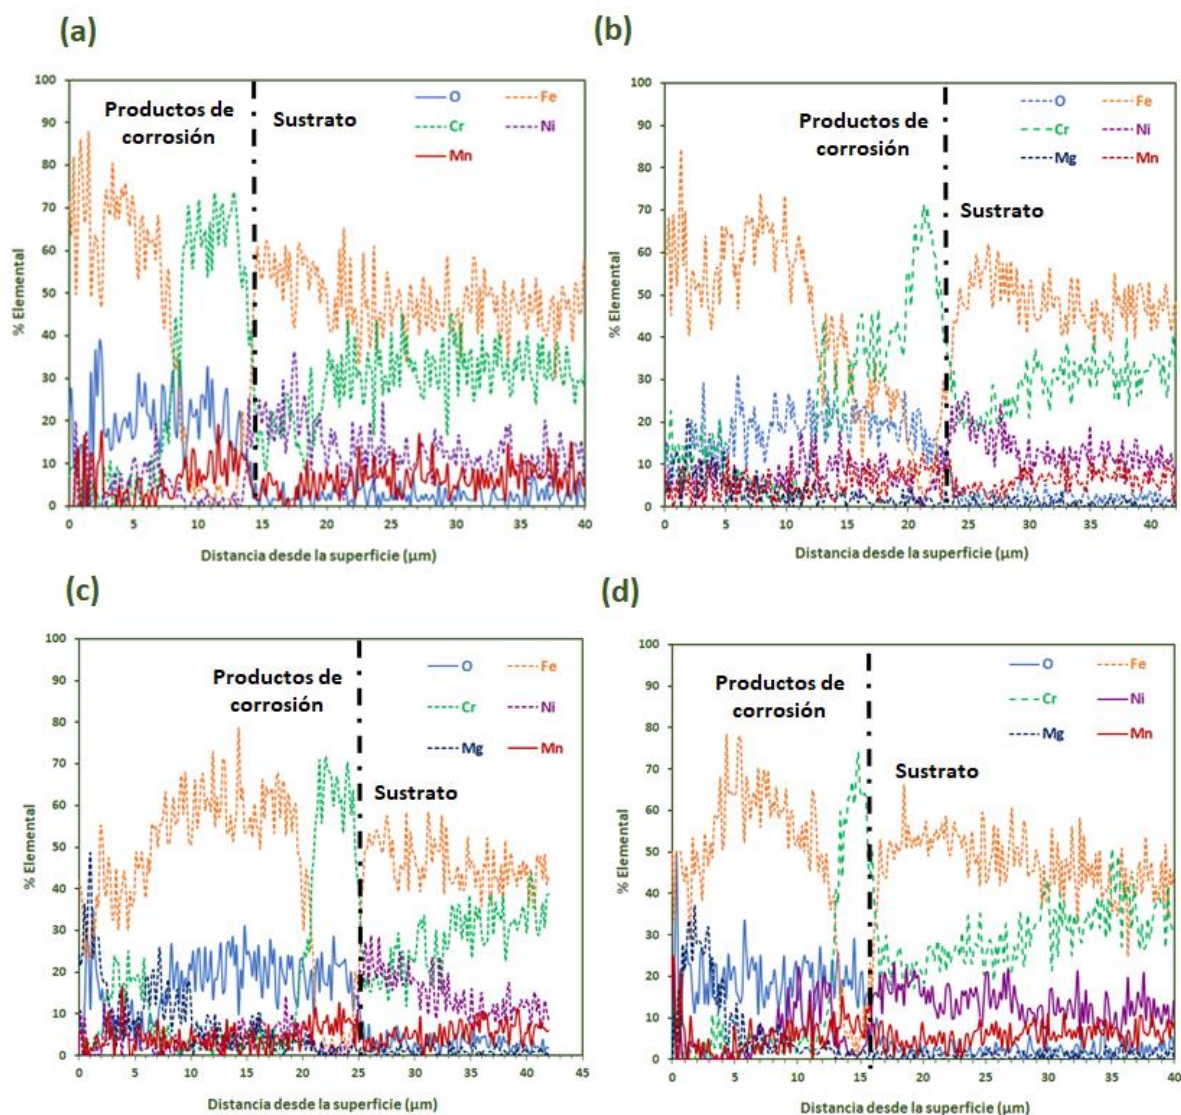 (a)
100
90
80
70
60
50
40
30
20
10
0
% Elemental
Productos de
corrosión
Sustrato
O
Fe
Cr
Ni
Mn
0 5 10 15 20 25 30 35 40
Distancia desde la superficie (µm)
(b)
100
90
80
70
60
50
40
30
20
10
0
% Elemental
Productos de
corrosión
Sustrato
O
Fe
Cr
Ni
Mg
Mn
0 5 10 15 20 25 30 35 40
Distancia desde la superficie (µm)
(c)
100
90
80
70
60
50
40
30
20
10
0
% Elemental
Productos de
corrosión
Sustrato
O
Fe
Cr
Ni
Mg
Mn
0 5 10 15 20 25 30 35 40 45
Distancia desde la superficie (µm)
(d)
100
90
80
70
60
50
40
30
20
10
0
% Elemental
Productos de
corrosión
Sustrato
O
Fe
Cr
Ni
Mg
Mn
0 5 10 15 20 25 30 35 40
Distancia desde la superficie (µm)